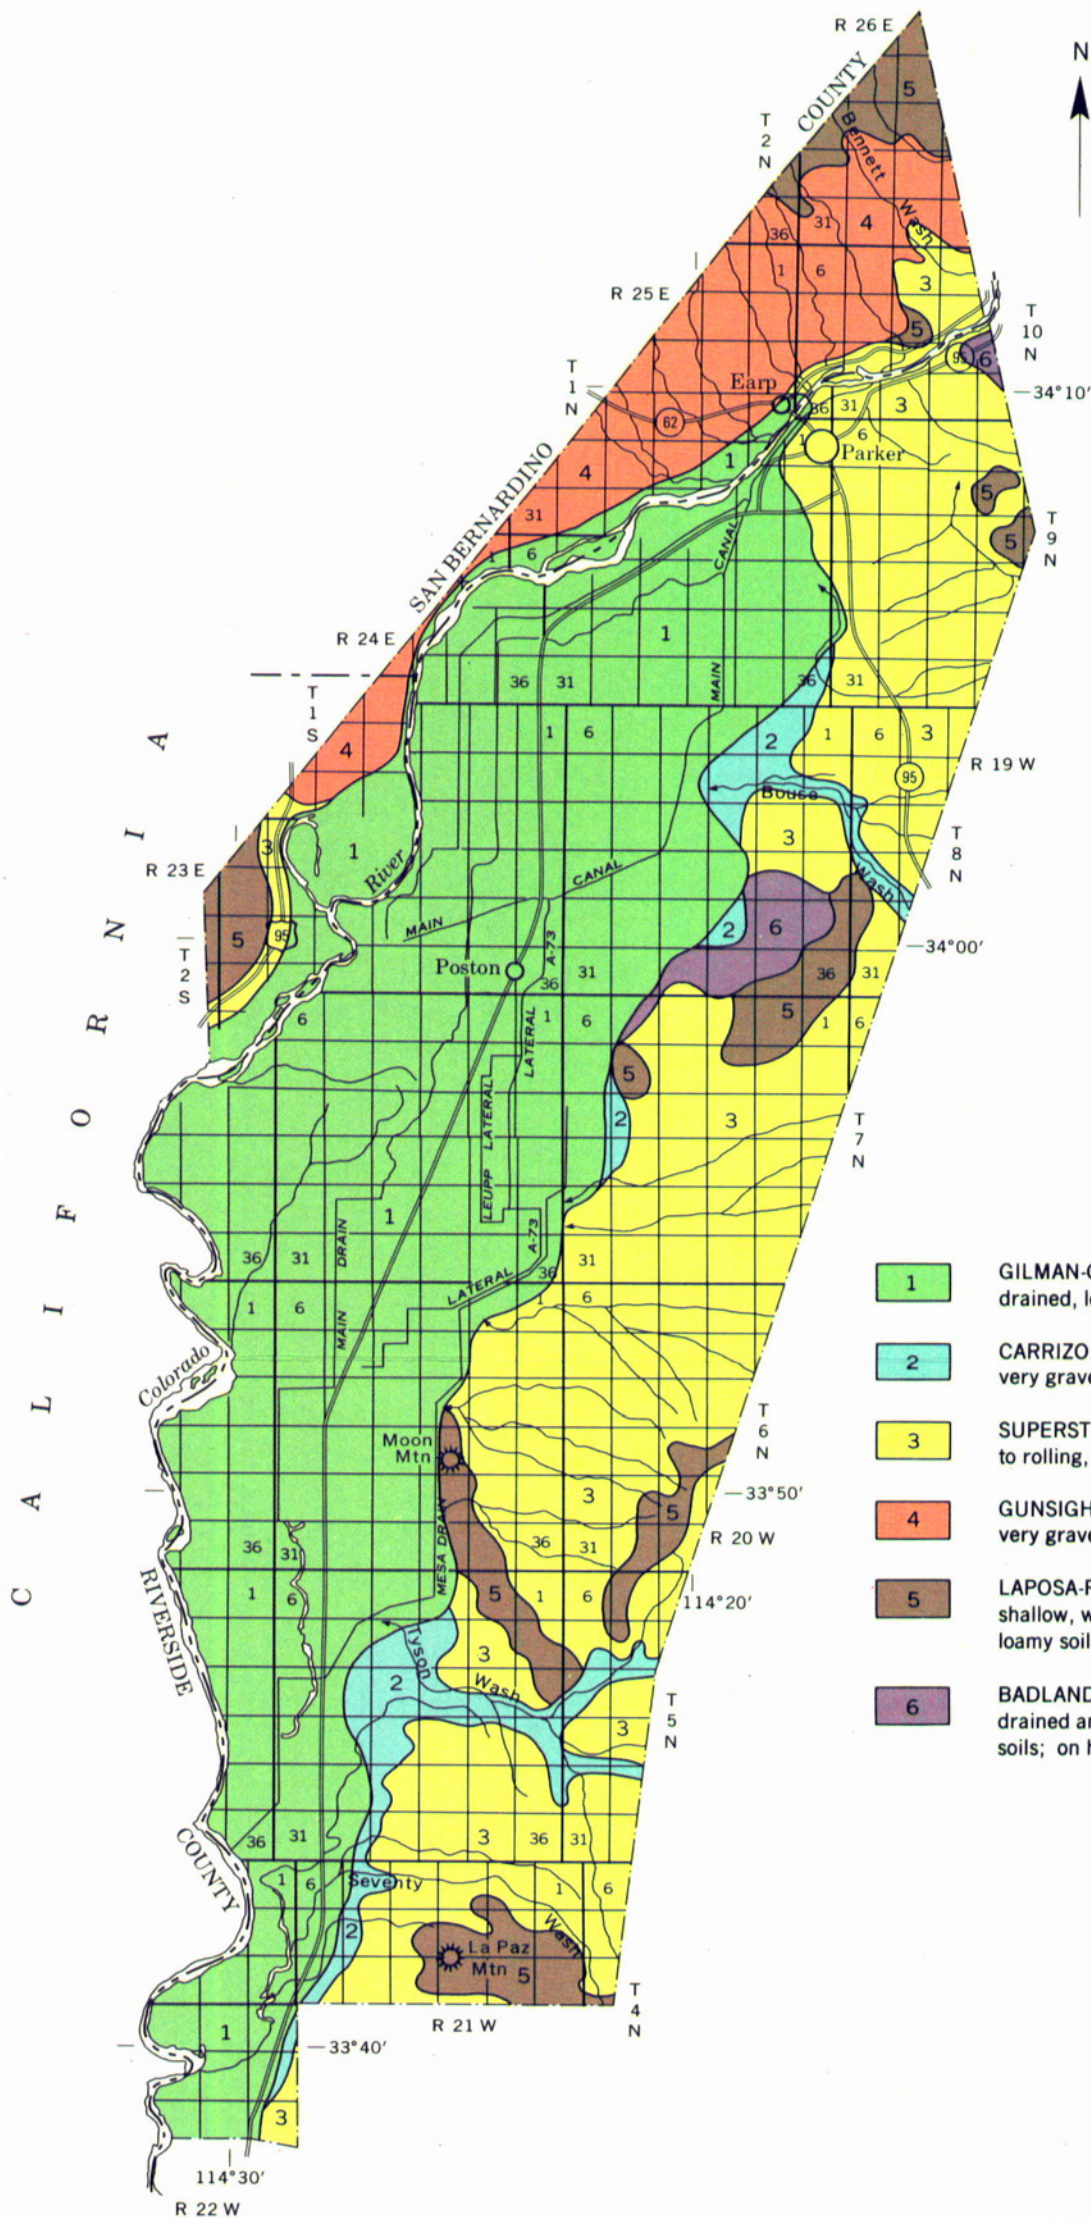 R 26 E
N
COUNTY
T 2 N
5
Bennett Wash
31
4
36
1
6
3
R 25 E
5
T 10 N
95
6
T 1 N
Earp
34°10'
62
36
31
3
1
6
Parker
1
SAN BERNARDINO
4
5
31
CANAL
T 9 N
5
1
6
R 24 E
1
36
31
MAIN
36
31
T 1 S
1
6
2
1
6
3
4
95
R 19 W
Bouse Wash
1
3
3
T 8 N
R 23 E
River
CANAL
MAIN
5
95
2
6
34°00'
T 2 S
Poston
A-73
36
31
36
31
6
1
6
5
1
6
LATERAL
5
2
3
T 7 N
LEUPP LATERAL
1
MAIN DRAIN
A-73
36
31
31
36
LATERAL
1
6
1
6
MAIN DRAIN
Colorado
CALIFORNIA
T 6 N
Moon
Mtn
3
5
33°50'
R 20 W
MESA DRAIN
36
31
36
31
1
6
5
1
6
114°20'
RIVERSIDE
Tyson Wash
3
2
T 5 N
3
COUNTY
36
31
3
36
31
1
6
Seventy Wash
1
6
2
La Paz
Mtn
5
T 4 N
R 21 W
1
33°40'
3
114°30'
R 22 W
1 GILMAN-
drained, l
2 CARRIZO
very grave
3 SUPERST
to rolling,
4 GUNSIGH
very grave
5 LAPOSA-
shallow, w
loamy soil
6 BADLAND
drained a
soils; on